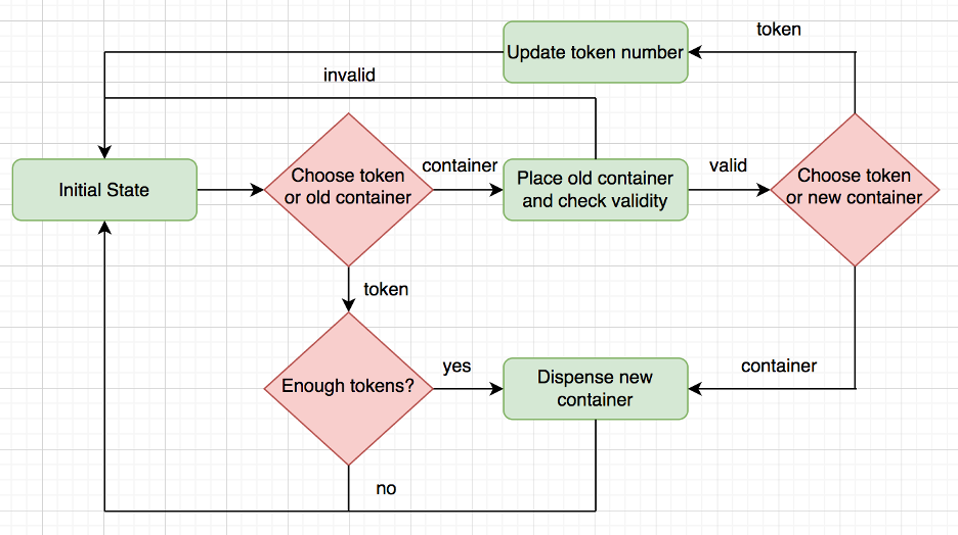 token
Update token number
invalid
Choose token
or old container
container
Place old container
and check validity
valid
Choose token
or new container
Initial State
token
Enough tokens?
yes
Dispense new
container
container
no